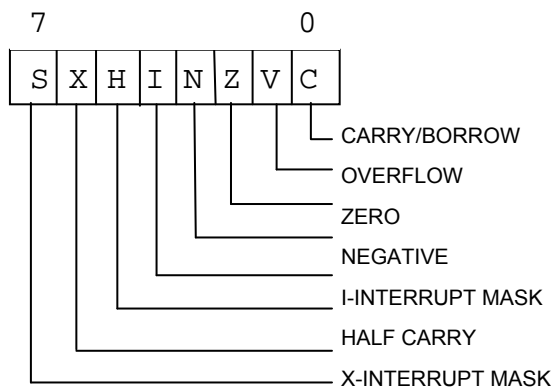 7 0
S X H I N Z V C
CARRY/BORROW
OVERFLOW
ZERO
NEGATIVE
I-INTERRUPT MASK
HALF CARRY
X-INTERRUPT MASK